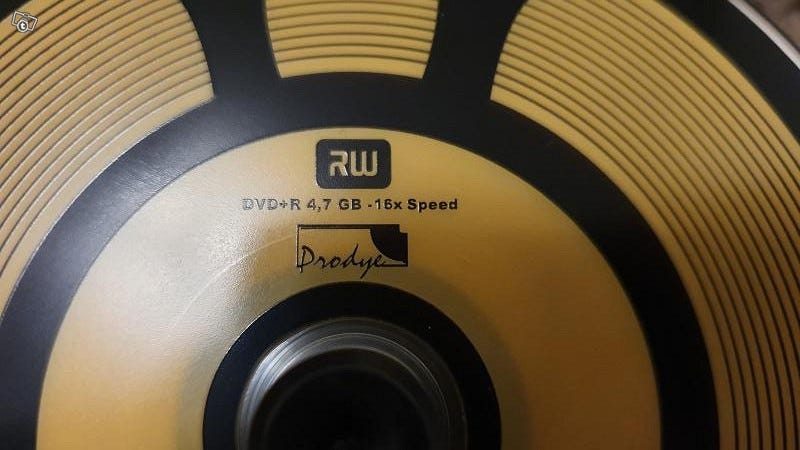 RW
DVD+R 4,7 GB -16x Speed
Prodye